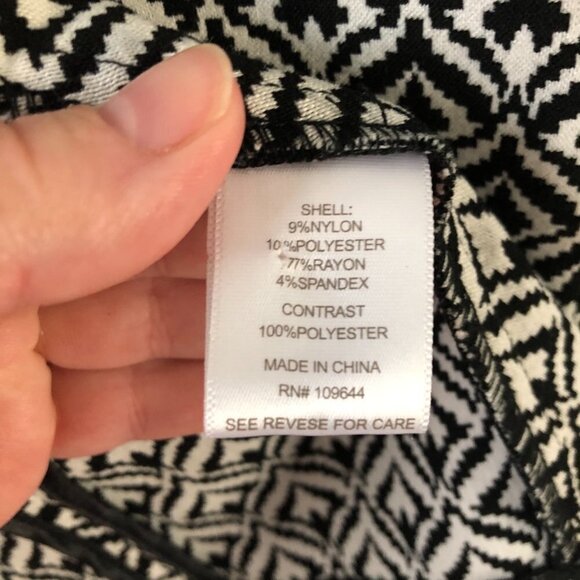 SHELL:
9%NYLON
10%POLYESTER
77%RAYON
4%SPANDEX
CONTRAST
100%POLYESTER
MADE IN CHINA
RN# 109644
SEE REVESE FOR CARE